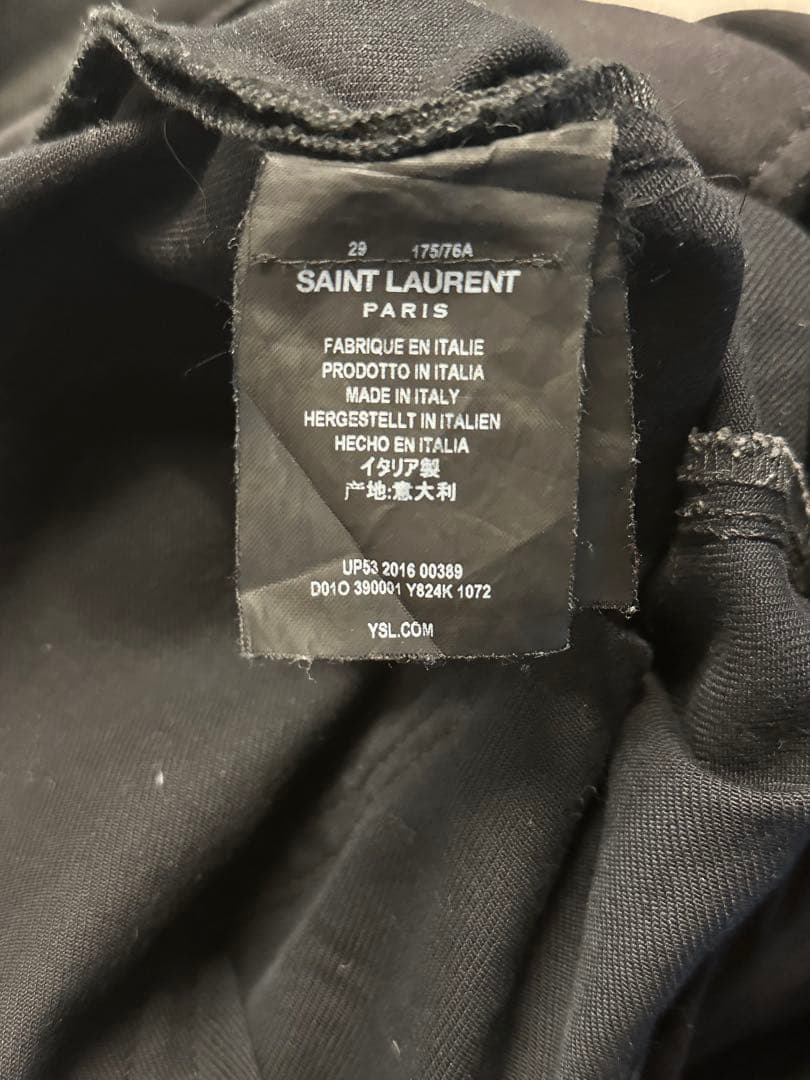 29 175/76A
SAINT LAURENT
PARIS
FABRIQUE EN ITALIE
PRODOTTO IN ITALIA
MADE IN ITALY
HERGESTELLT IN ITALIEN
HECHO EN ITALIA
イタリア製
产地:意大利
UP53 2016 00389
D01O 390001 Y824K 1072
YSL.COM